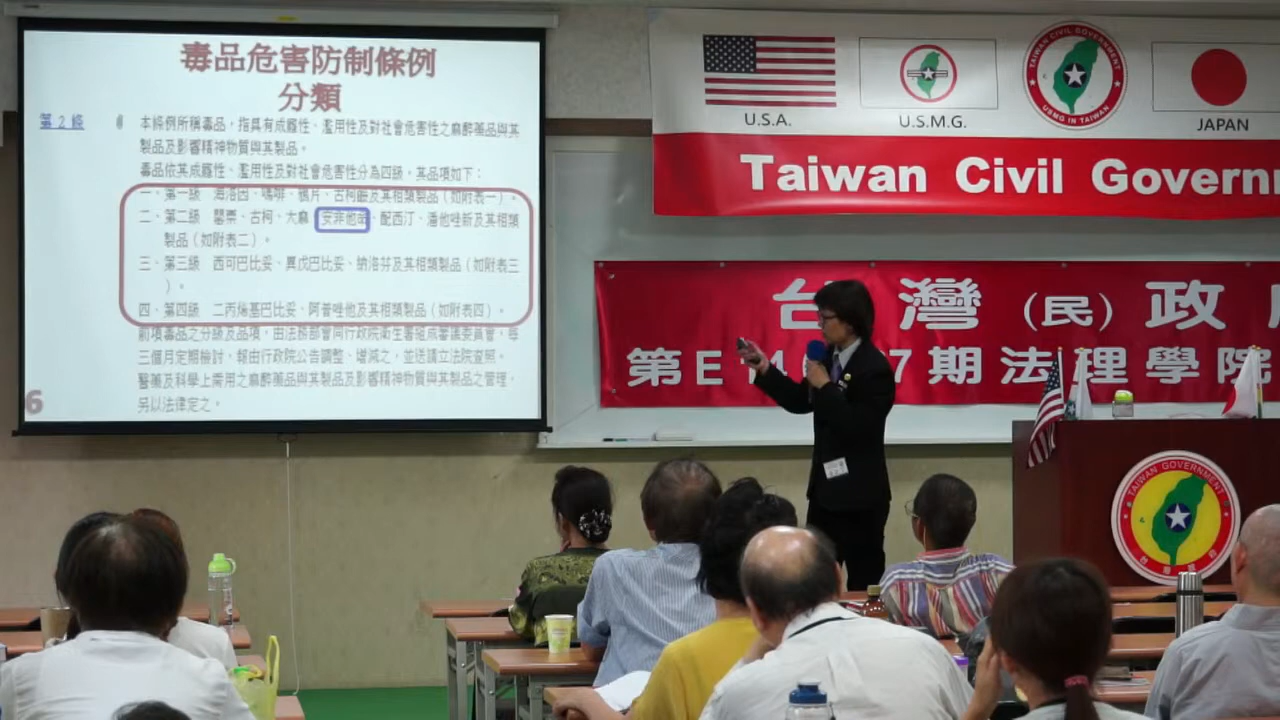 毒品危害防制條例
分類
第 2 條
本條例所稱毒品，指具有成癮性、濫用性及對社會危害性之麻醉藥品與其
製品及影響精神物質與其製品。
毒品依其成癮性、濫用性及對社會危害性分為四級，其品項如下：
一、第一級 海洛因、嗎啡、鴉片、古柯鹼及其相類製品（如附表一）。
二、第二級 罌粟、古柯、大麻、安非他命、配西汀、潘他唑新及其相類
製品（如附表二）。
三、第三級 西可巴比妥、異戊巴比妥、納洛芬及其相類製品（如附表三
）。
四、第四級 二丙烯基巴比妥、阿普唑他及其相類製品（如附表四）。
前項毒品之分級及品項，由法務部會同行政院衛生署組成審議委員會，每
三個月定期檢討，報由行政院公告調整、增減之，並送請立法院查照。
醫藥及科學上需用之麻醉藥品與其製品及影響精神物質與其製品之管理，
另以法律定之。
6
U.S.A.
U.S.M.G.
TAIWAN CIVIL GOVERNMENT
USMG IN TAIWAN
JAPAN
Taiwan Civil Governm
台灣（民）政府
第E14 7期法理學院
TAIWAN GOVERNMENT